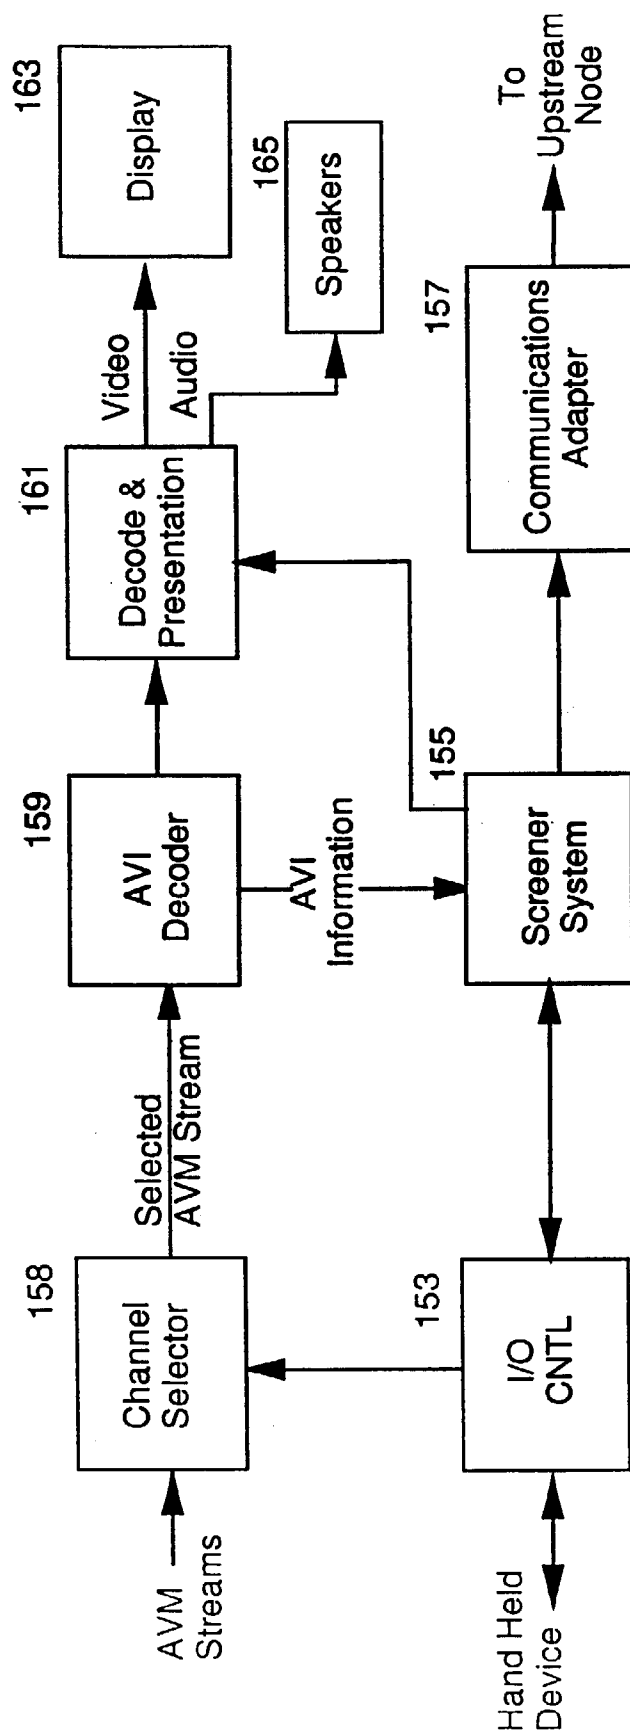 AVM
Streams
158
Channel
Selector
Selected
AVM Stream
159
AVI
Decoder
161
Decode &
Presentation
Video
Audio
163
Display
165
Speakers
AVI
Information
Hand Held
Device
153
I/O
CNTL
155
Screener
System
157
Communications
Adapter
To
Upstream
Node